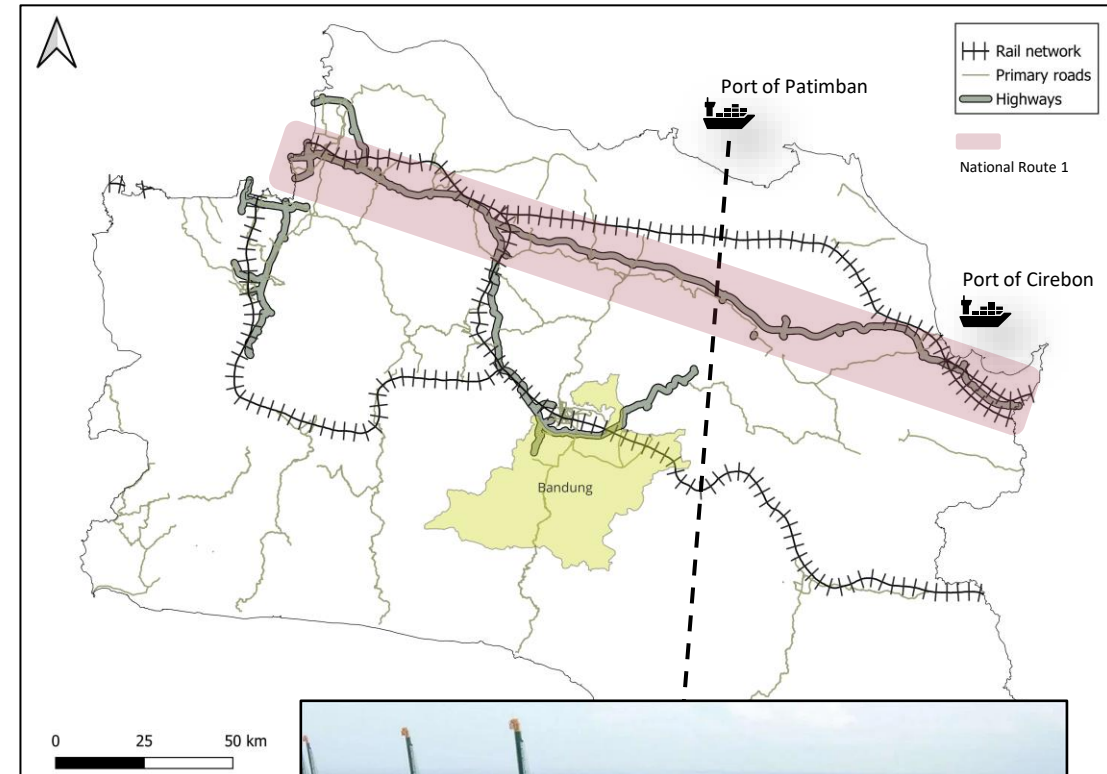 Rail network
Primary roads
Highways
National Route 1
Port of Patimban
Port of Cirebon
Bandung
0 25 50 km